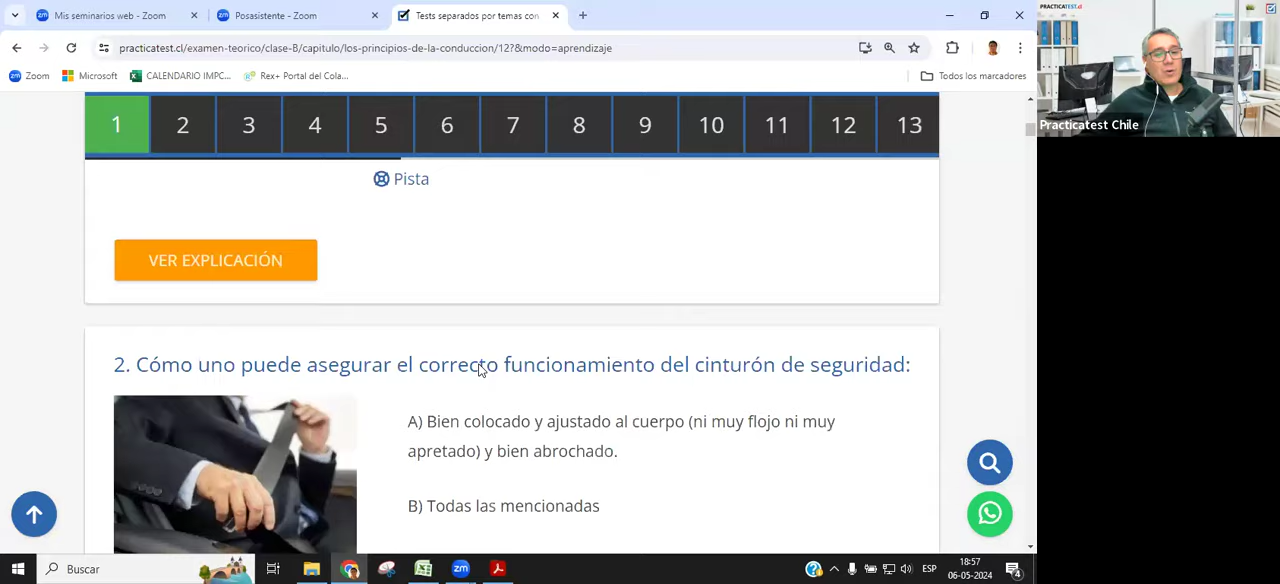 Mis seminarios web - Zoom
Posasistente - Zoom
Tests separados por temas con
practicatest.cl/examen-teorico/clase-B/capitulo/los-principios-de-la-conduccion/12?&modo=aprendizaje
Zoom
Microsoft
CALENDARIO IMPC...
Rex+ Portal del Cola...
Todos los marcadores
PRACTICATEST.cl
Practicatest Chile
1 2 3 4 5 7 8 9 10 11 12 13
Pista
VER EXPLICACIÓN
2. Cómo uno puede asegurar el correcto funcionamiento del cinturón de seguridad:
A) Bien colocado y ajustado al cuerpo (ni muy flojo ni muy
apretado) y bien abrochado.
B) Todas las mencionadas
Buscar
ESP
18:57
06-05-2024
4